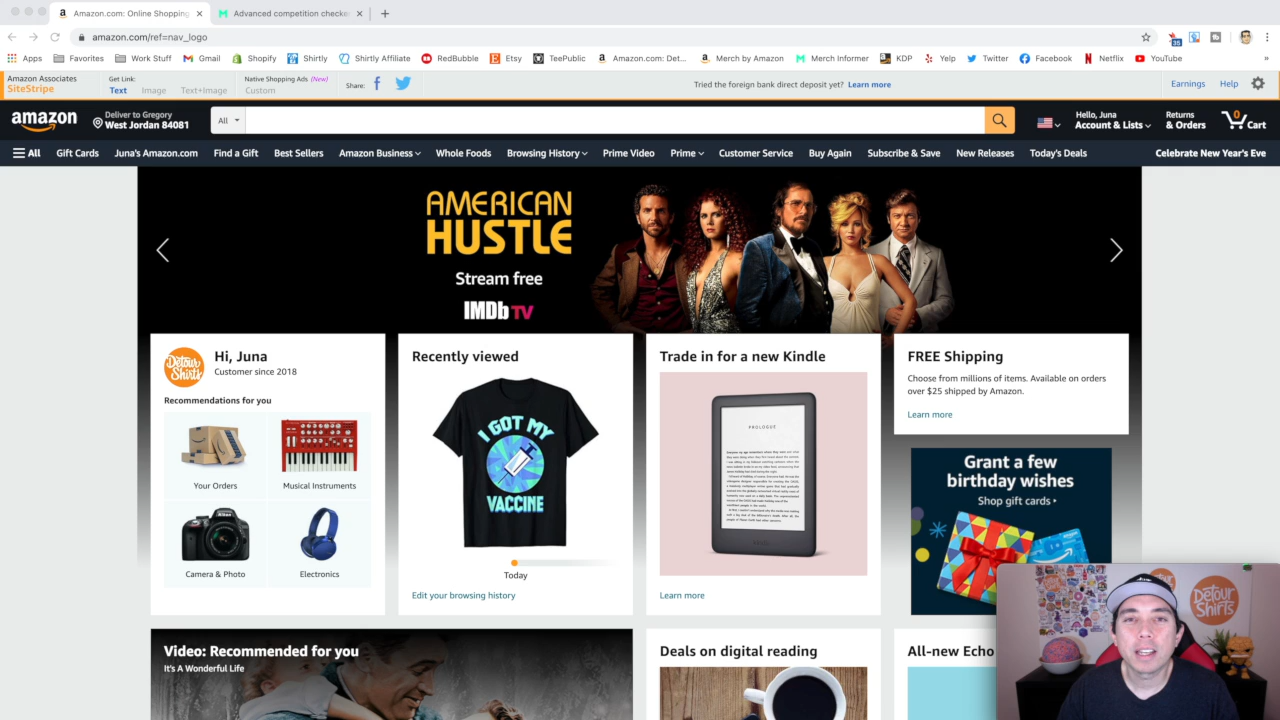 Amazon.com: Online Shopping
Advanced competition checke
amazon.com/ref=nav_logo
35
Apps Favorites Work Stuff Gmail Shopify Shirtly Shirtly Affiliate RedBubble Etsy TeePublic Amazon.com: Det... Merch by Amazon Merch Informer KDP Yelp Twitter Facebook Netflix YouTube »
Amazon Associates
SiteStripe
Get Link:
Text Image Text+Image
Native Shopping Ads (New)
Custom
Share:
Tried the foreign bank direct deposit yet? Learn more
Earnings Help
amazon
Deliver to Gregory
West Jordan 84081
All
Hello, Juna
Account & Lists
Returns
& Orders
0
Cart
All Gift Cards Juna's Amazon.com Find a Gift Best Sellers Amazon Business Whole Foods Browsing History Prime Video Prime Customer Service Buy Again Subscribe & Save New Releases Today's Deals Celebrate New Year's Eve
AMERICAN
HUSTLE
Stream free
IMDb TV
DETOUR
SHIRTS
Hi, Juna
Customer since 2018
Recommendations for you
Your Orders
Musical Instruments
Camera & Photo
Electronics
Recently viewed
I GOT MY
VACCINE
Today
Edit your browsing history
Trade in for a new Kindle
PROLOGUE
Learn more
FREE Shipping
Choose from millions of items. Available on orders
over $25 shipped by Amazon.
Learn more
Grant a few
birthday wishes
Shop gift cards
Video: Recommended for you
It's A Wonderful Life
Deals on digital reading
All-new Echo
DETOUR
SHIRTS